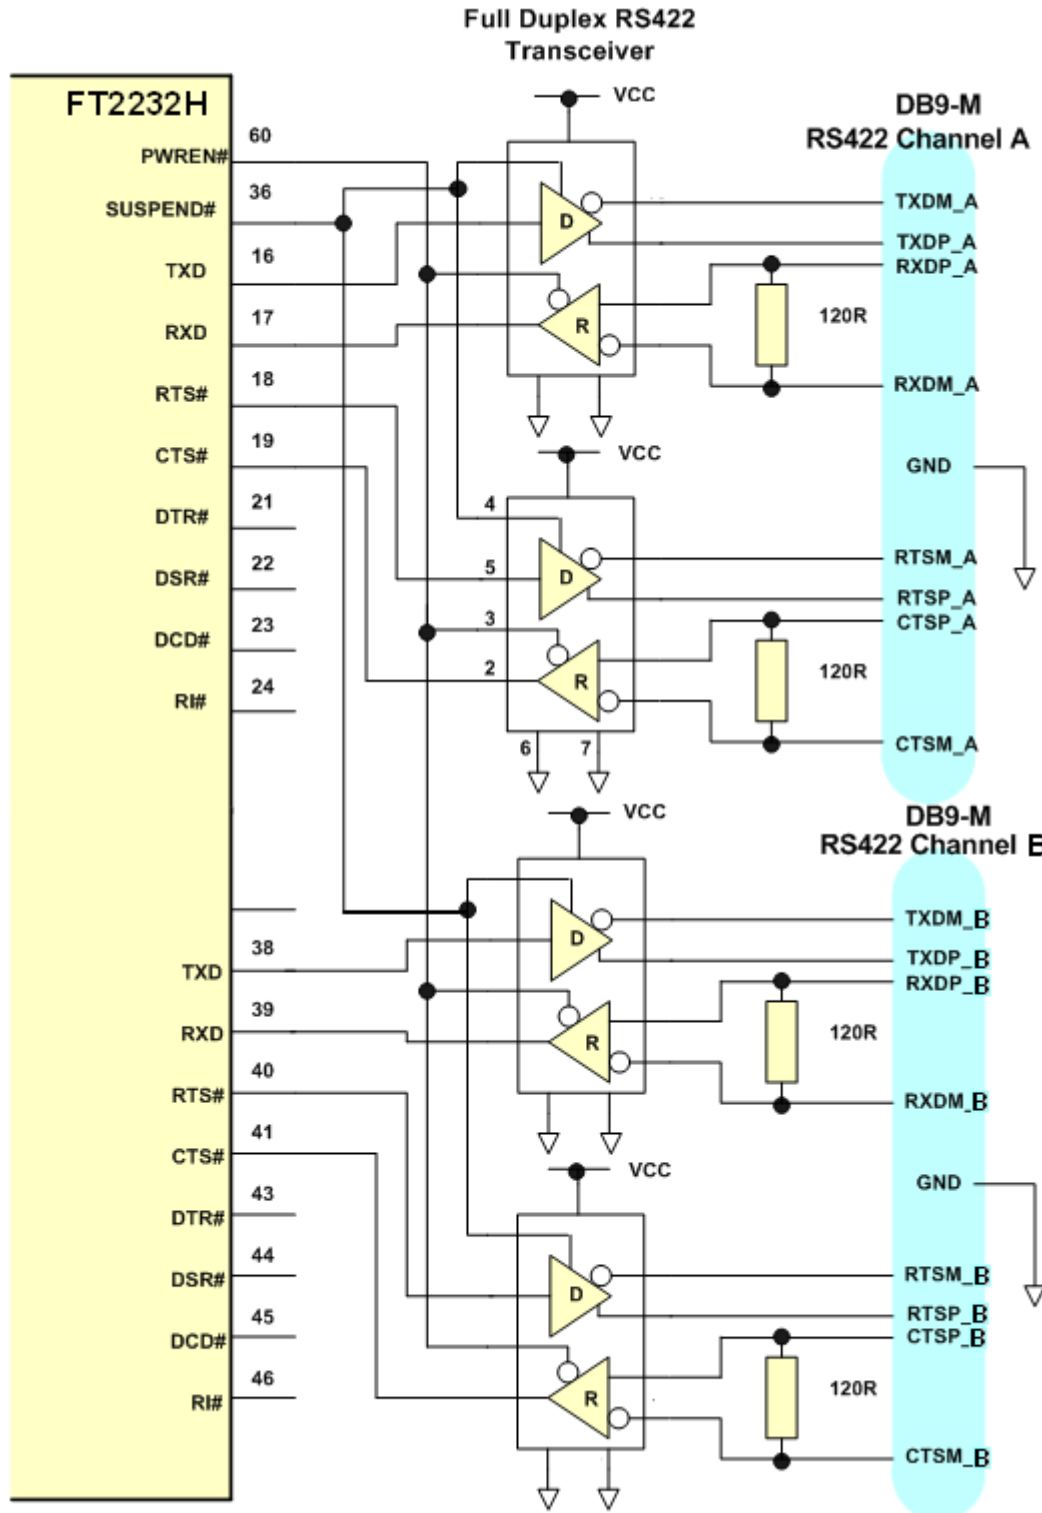 Full Duplex RS422
Transceiver
FT2232H
VCC
DB9-M
RS422 Channel A
60
PWREN#
36
SUSPEND#
16
TXD
17
RXD
18
RTS#
19
CTS#
21
DTR#
22
DSR#
23
DCD#
24
RI#
D
R
TXDM_A
TXDP_A
RXDP_A
120R
RXDM_A
VCC
GND
4
5
3
2
6
7
D
R
RTSM_A
RTSP_A
CTSP_A
120R
CTSM_A
VCC
DB9-M
RS422 Channel B
38
TXD
39
RXD
40
RTS#
41
CTS#
43
DTR#
44
DSR#
45
DCD#
46
RI#
D
R
TXDM_B
TXDP_B
RXDP_B
120R
RXDM_B
VCC
GND
D
R
RTSM_B
RTSP_B
CTSP_B
120R
CTSM_B